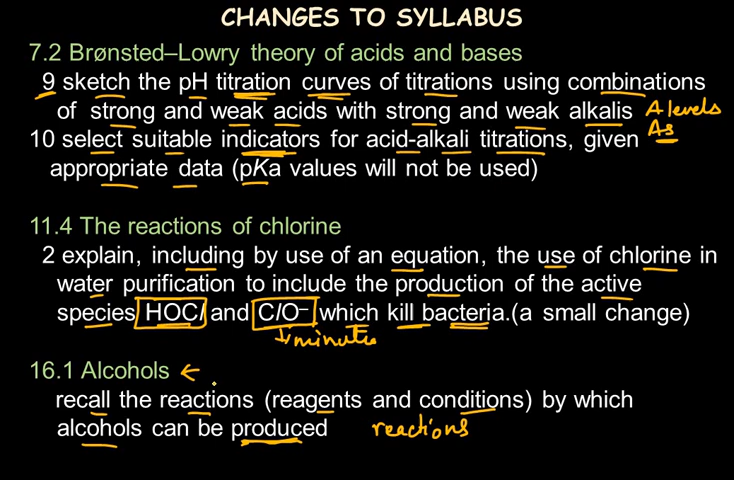 CHANGES TO SYLLABUS
7.2 Brønsted–Lowry theory of acids and bases
9 sketch the pH titration curves of titrations using combinations
of strong and weak acids with strong and weak alkalis A levels
As
10 select suitable indicators for acid-alkali titrations, given
appropriate data (pKa values will not be used)
11.4 The reactions of chlorine
2 explain, including by use of an equation, the use of chlorine in
water purification to include the production of the active
species HOCl and ClO⁻ which kill bacteria.(a small change)
1 minute
16.1 Alcohols ←
recall the reactions (reagents and conditions) by which
alcohols can be produced reactions